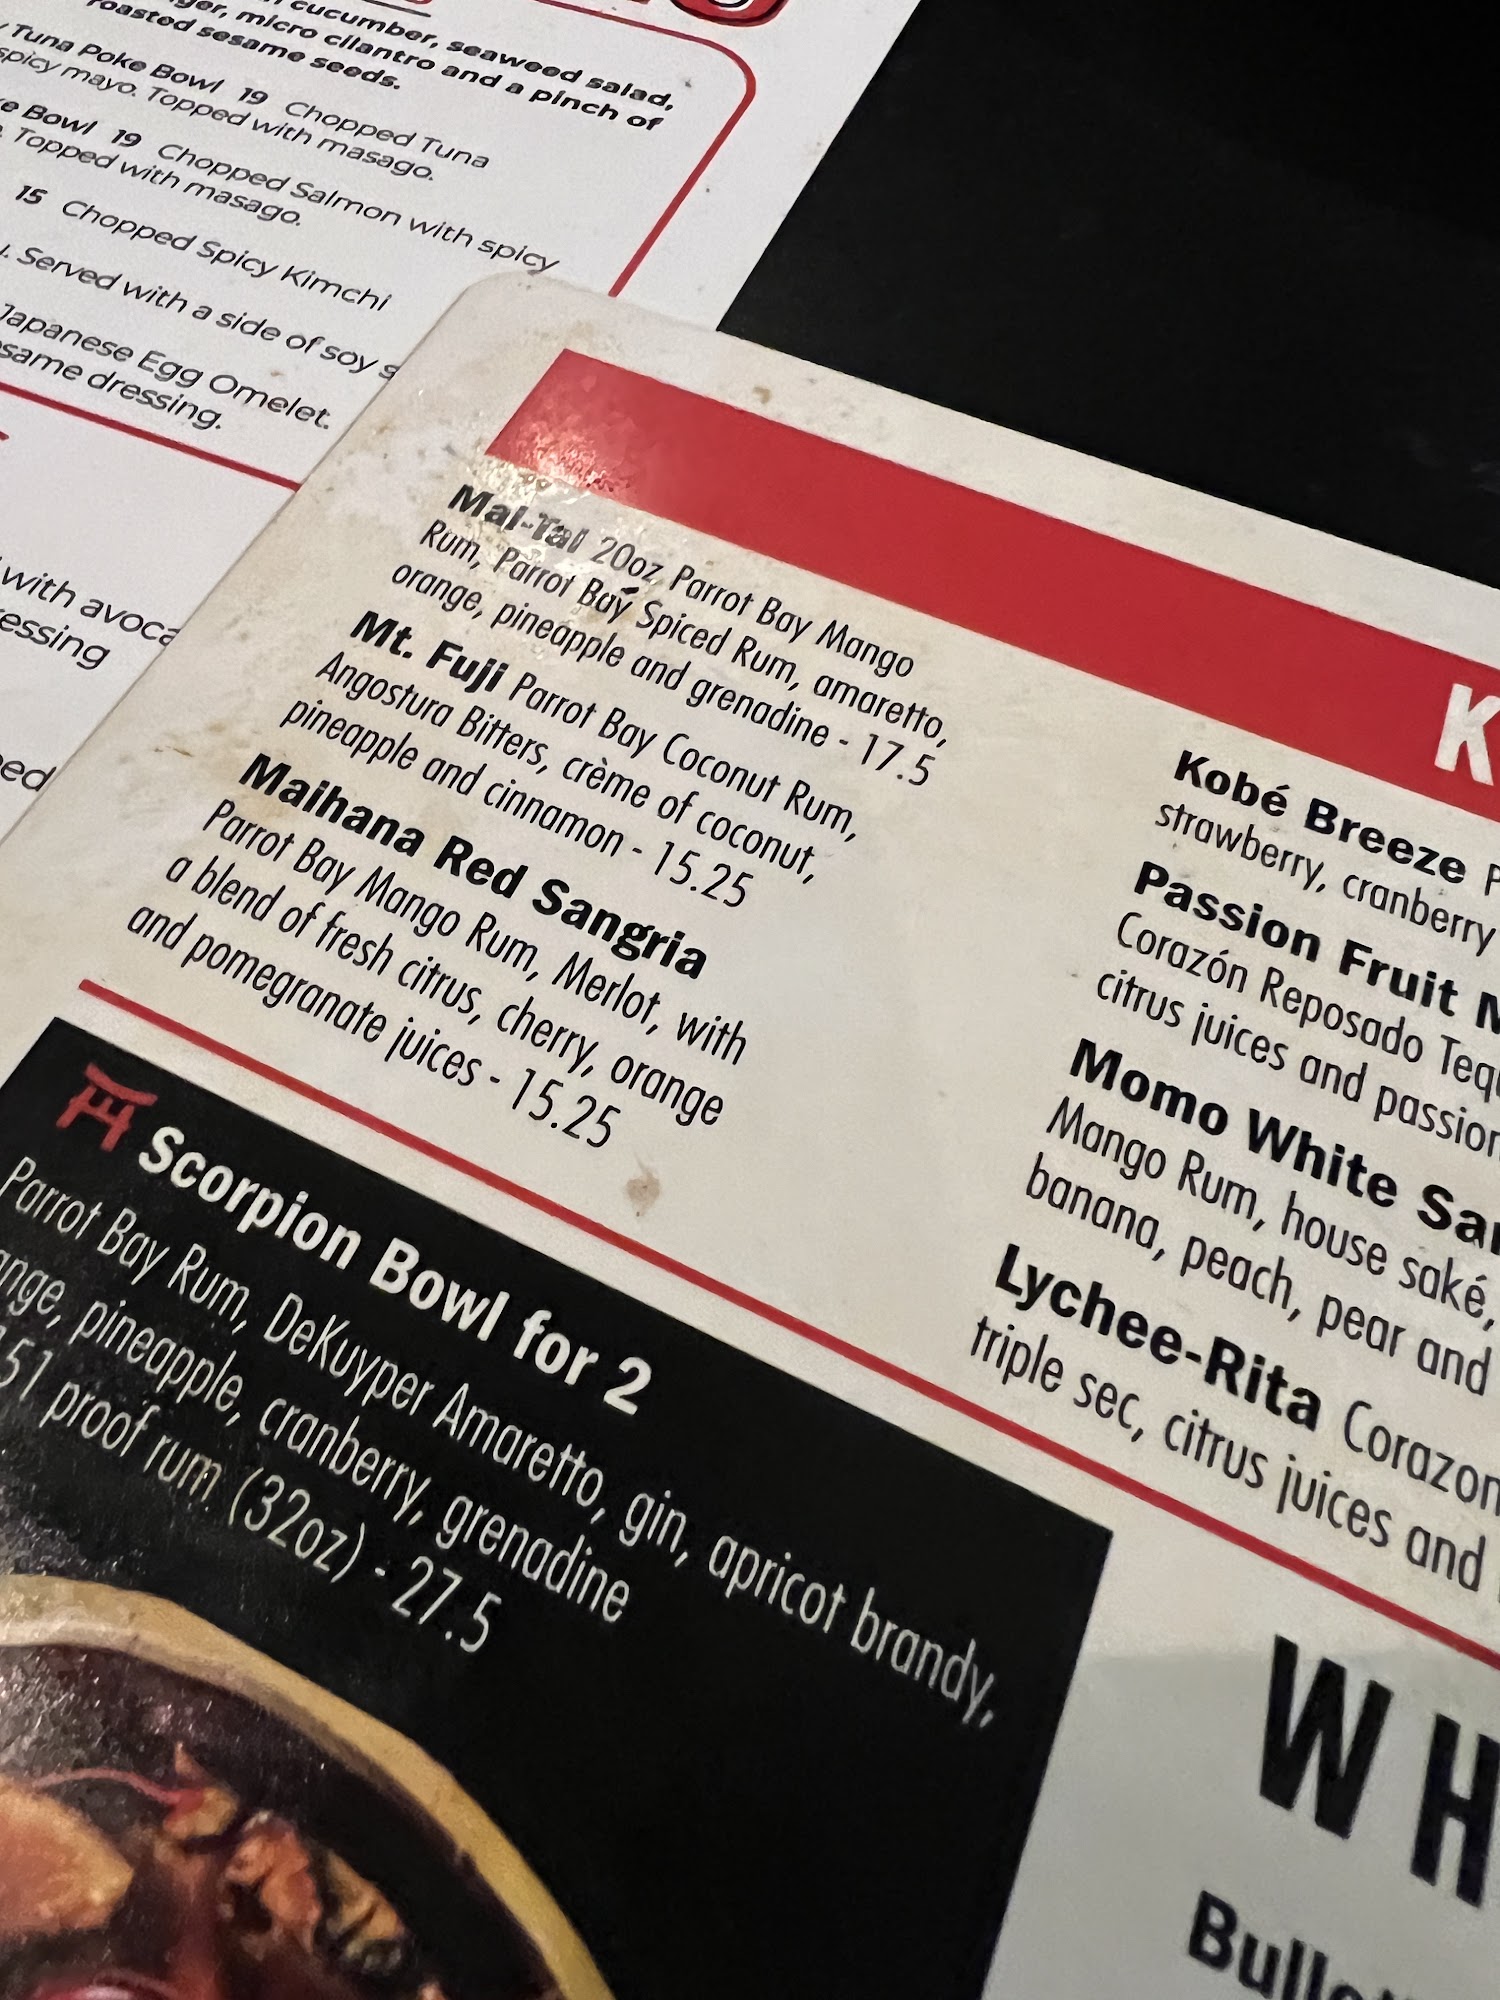 cucumber, seaweed salad,
micro cilantro and a pinch of
roasted sesame seeds.
Tuna Poke Bowl 19 Chopped Tuna
spicy mayo. Topped with masago.
Bowl 19 Chopped Salmon with spicy
Topped with masago.
15 Chopped Spicy Kimchi
Served with a side of soy
Japanese Egg Omelet.
dressing.
with avoca
K
Mai-Tai 20oz Parrot Bay Mango
Rum, Parrot Bay Spiced Rum, amaretto,
orange, pineapple and grenadine - 17.5
Mt. Fuji Parrot Bay Coconut Rum,
Angostura Bitters, crème of coconut,
pineapple and cinnamon - 15.25
Maihana Red Sangria
Parrot Bay Mango Rum, Merlot, with
a blend of fresh citrus, cherry, orange
and pomegranate juices - 15.25
Kobé Breeze P
strawberry, cranberry
Passion Fruit M
Corazón Reposado Tequ
citrus juices and passion
Momo White San
Mango Rum, house saké,
banana, peach, pear and
Lychee-Rita Corazon
triple sec, citrus juices and
Scorpion Bowl for 2
Parrot Bay Rum, DeKuyper Amaretto, gin, apricot brandy,
ange, pineapple, cranberry, grenadine
151 proof rum (32oz) - 27.5
WH
Bullei